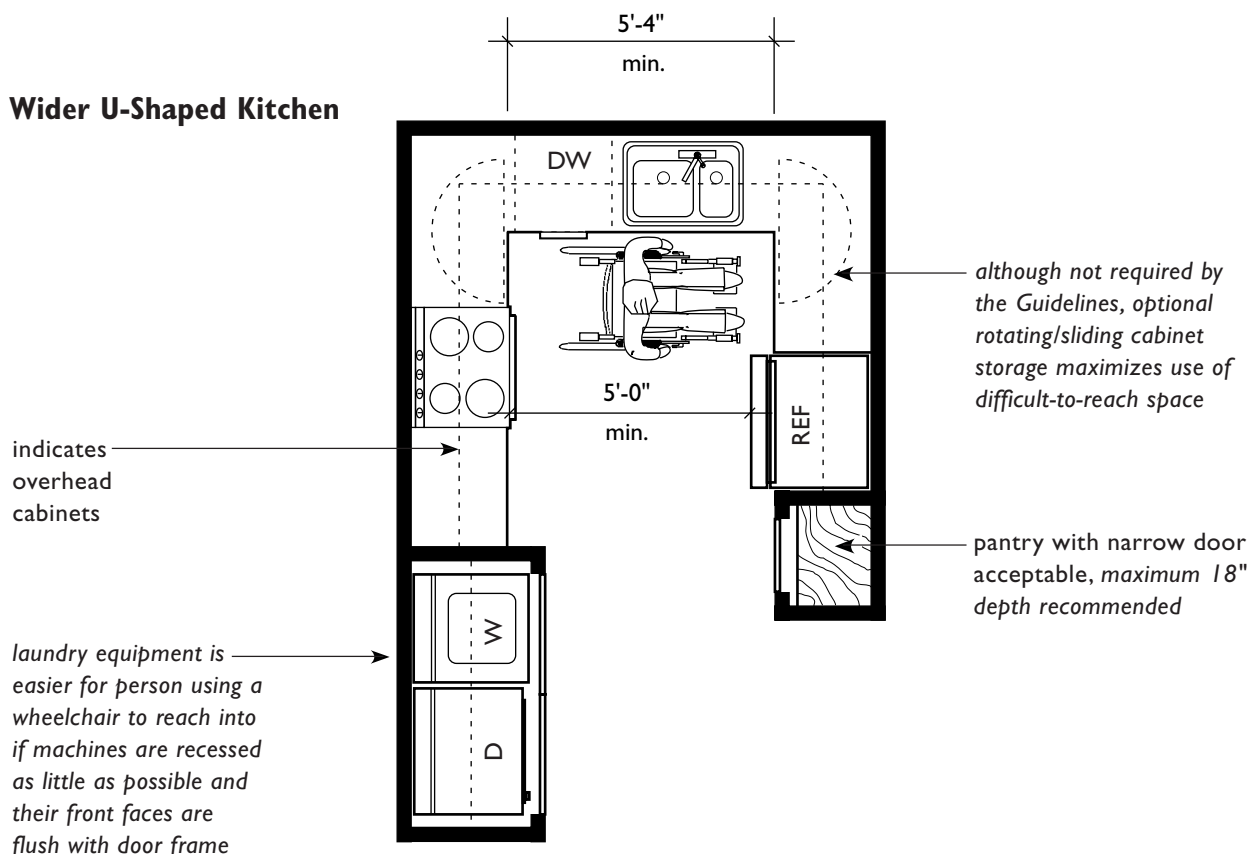 5'-4"
min.
Wider U-Shaped Kitchen
DW
although not required by
the Guidelines, optional
rotating/sliding cabinet
storage maximizes use of
difficult-to-reach space
5'-0"
min.
REF
indicates
overhead
cabinets
pantry with narrow door
acceptable, maximum 18"
depth recommended
W
D
laundry equipment is
easier for person using a
wheelchair to reach into
if machines are recessed
as little as possible and
their front faces are
flush with door frame